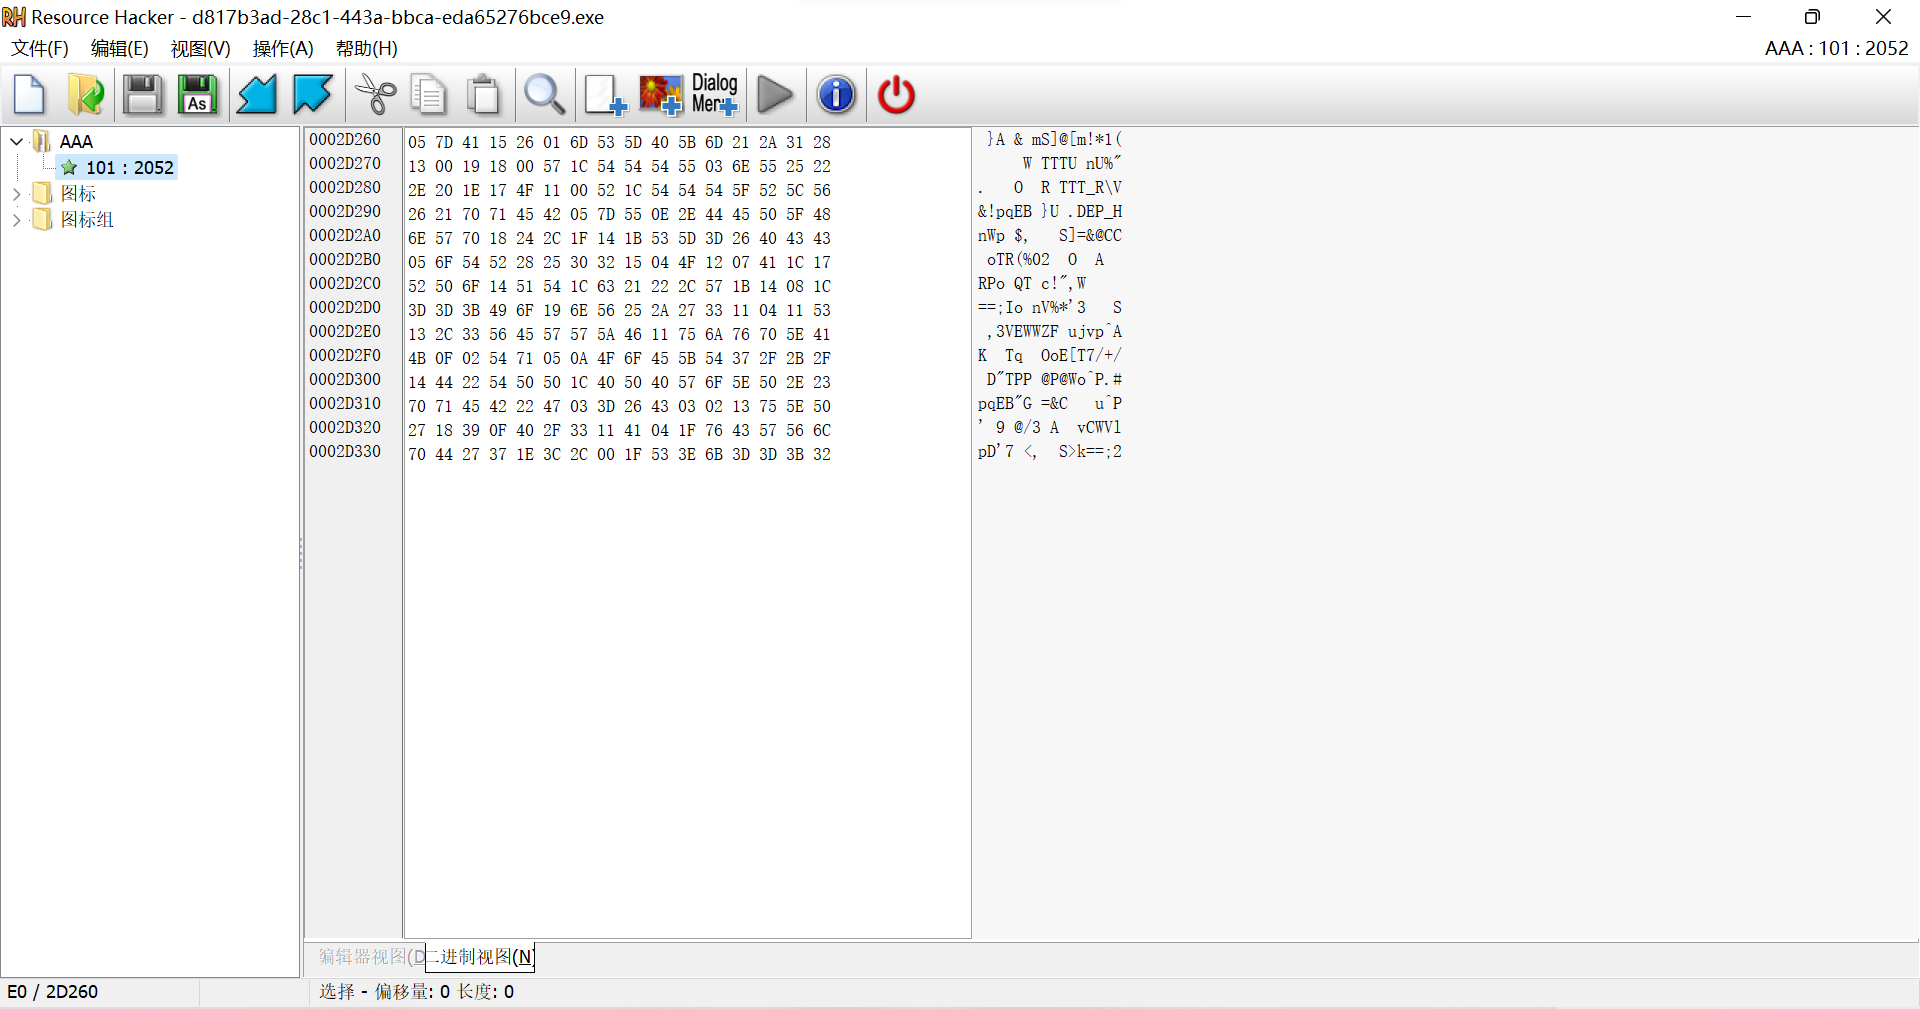 Resource Hacker - d817b3ad-28c1-443a-bbca-eda65276bce9.exe
文件(F) 编辑(E) 视图(V) 操作(A) 帮助(H)
AAA : 101 : 2052
As
Dialog
Menu
AAA
101 : 2052
图标
图标组
0002D260 05 7D 41 15 26 01 6D 53 5D 40 5B 6D 21 2A 31 28 }A & mS]@[m!*1(
0002D270 13 00 19 18 00 57 1C 54 54 54 55 03 6E 55 25 22 W TTTU nU%"
0002D280 2E 20 1E 17 4F 11 00 52 1C 54 54 54 5F 52 5C 56 . O R TTT_R\V
0002D290 26 21 70 71 45 42 05 7D 55 0E 2E 44 45 50 5F 48 &!pqEB }U .DEP_H
0002D2A0 6E 57 70 18 24 2C 1F 14 1B 53 5D 3D 26 40 43 43 nWp $, S]=&@CC
0002D2B0 05 6F 54 52 28 25 30 32 15 04 4F 12 07 41 1C 17 oTR(%02 O A
0002D2C0 52 50 6F 14 51 54 1C 63 21 22 2C 57 1B 14 08 1C RPo QT c!",W
0002D2D0 3D 3D 3B 49 6F 19 6E 56 25 2A 27 33 11 04 11 53 ==;Io nV%*'3 S
0002D2E0 13 2C 33 56 45 57 57 5A 46 11 75 6A 76 70 5E 41 ,3VEWWZF ujvp^A
0002D2F0 4B 0F 02 54 71 05 0A 4F 6F 45 5B 54 37 2F 2B 2F K Tq OoE[T7/+/
0002D300 14 44 22 54 50 50 1C 40 50 40 57 6F 5E 50 2E 23 D"TPP @P@Wo^P.#
0002D310 70 71 45 42 22 47 03 3D 26 43 03 02 13 75 5E 50 pqEB"G =&C u^P
0002D320 27 18 39 0F 40 2F 33 11 41 04 1F 76 43 57 56 6C ' 9 @/3 A vCWVl
0002D330 70 44 27 37 1E 3C 2C 00 1F 53 3E 6B 3D 3D 3B 32 pD'7 <, S>k==;2
编辑器视图(D 二进制视图(N)
E0 / 2D260 选择 - 偏移量: 0 长度: 0